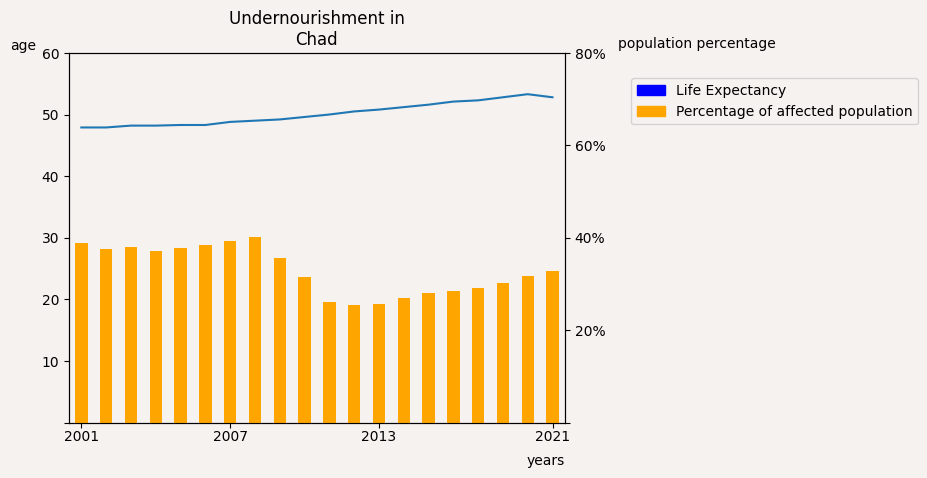 Undernourishment in
Chad
age
population percentage
60
50
40
30
20
10
80%
60%
40%
20%
Life Expectancy
Percentage of affected population
2001
2007
2013
2021
years